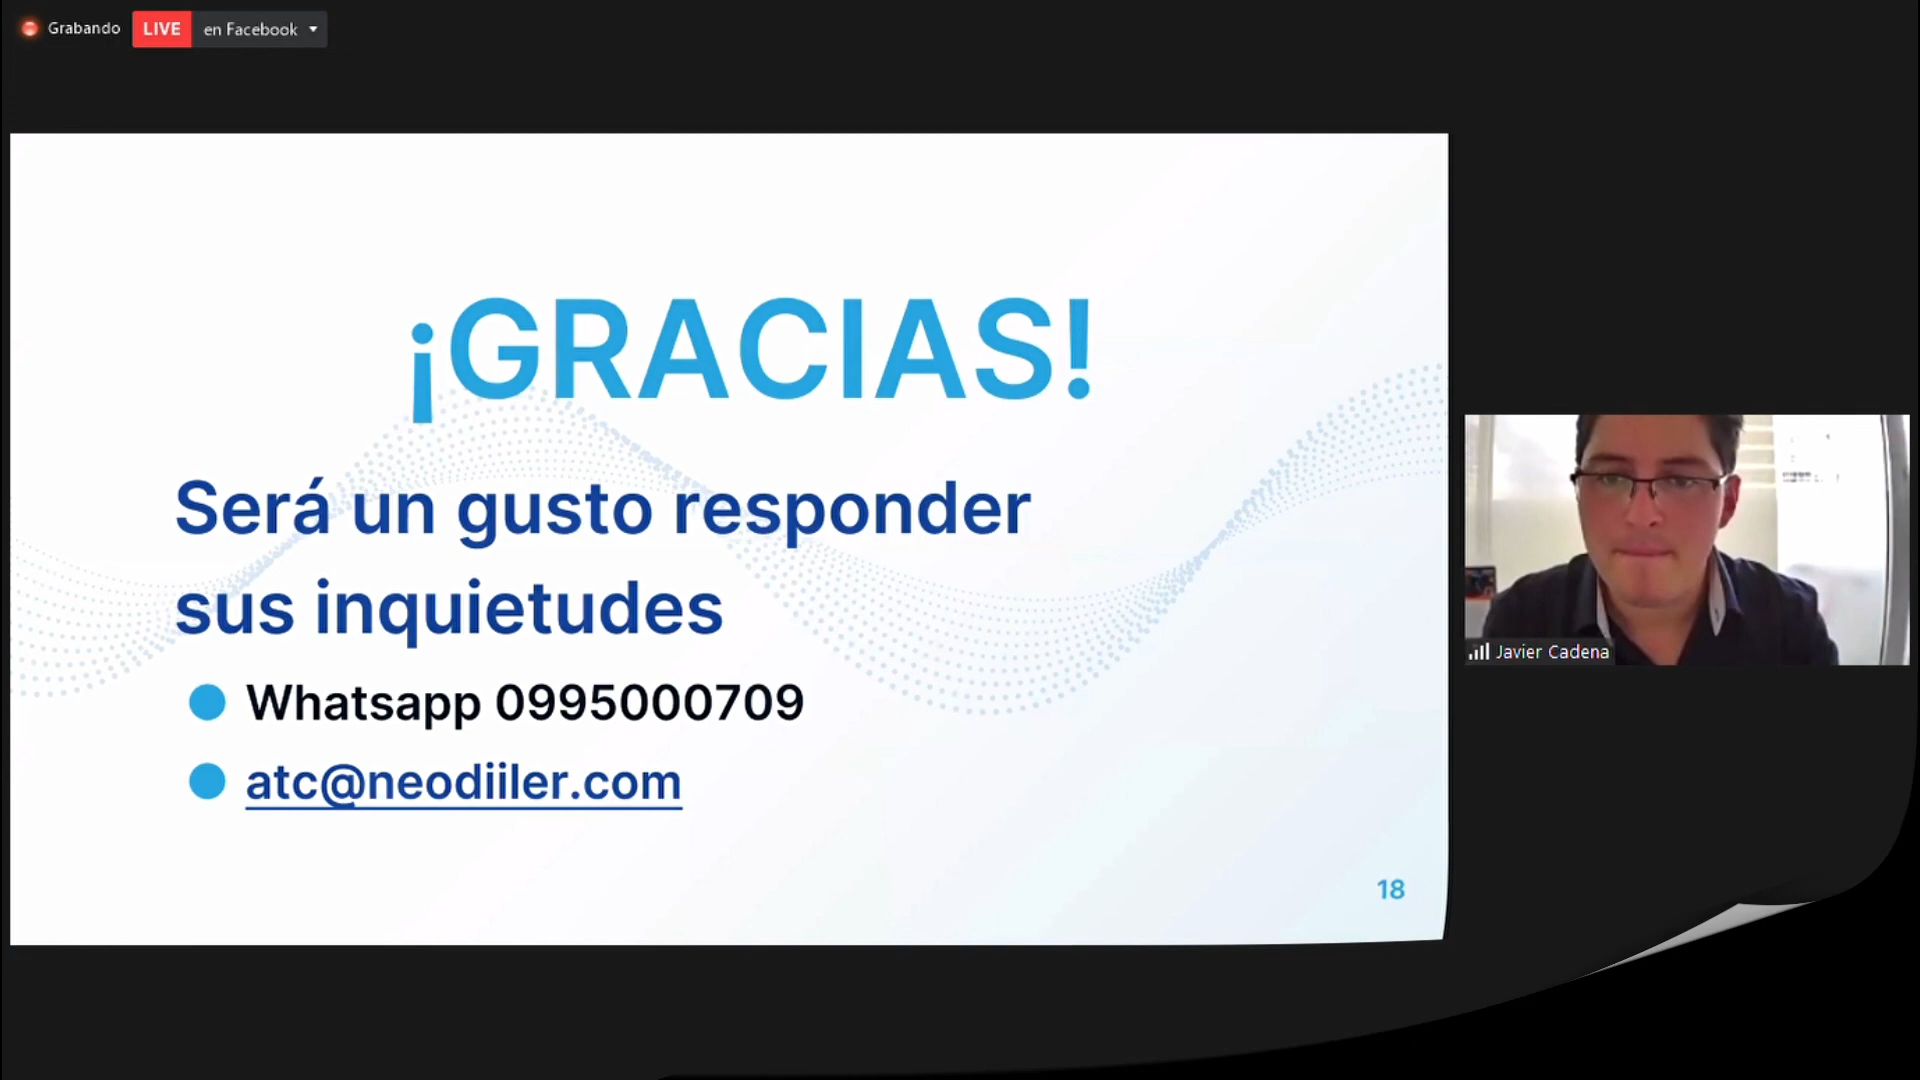 Grabando
LIVE en Facebook
¡GRACIAS!
Será un gusto responder
sus inquietudes
Whatsapp 0995000709
atc@neodiiler.com
18
Javier Cadena